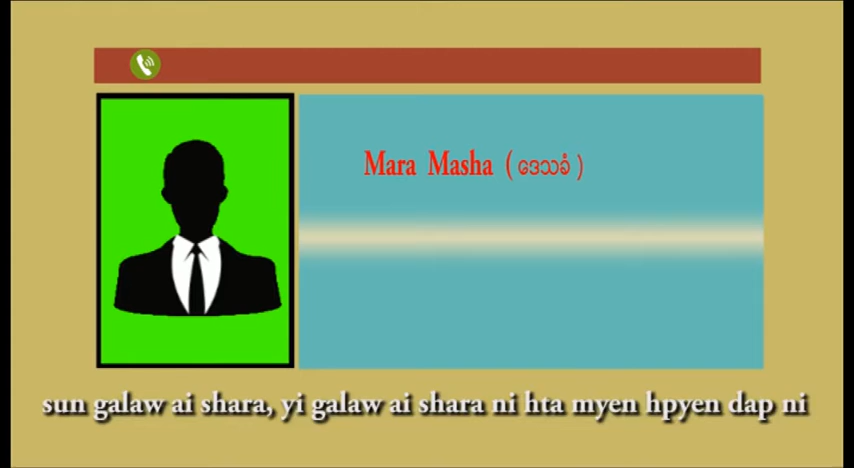 Mara Masha ( ဒေသခံ )
sun galaw ai shara, yi galaw ai shara ni hta myen hpyen dap ni